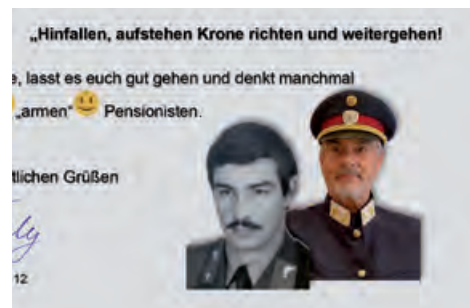 „Hinfallen, aufstehen Krone richten und weitergehen!
e, lasst es euch gut gehen und denkt manchmal
„armen“ Pensionisten.
tlichen Grüßen
ly
12